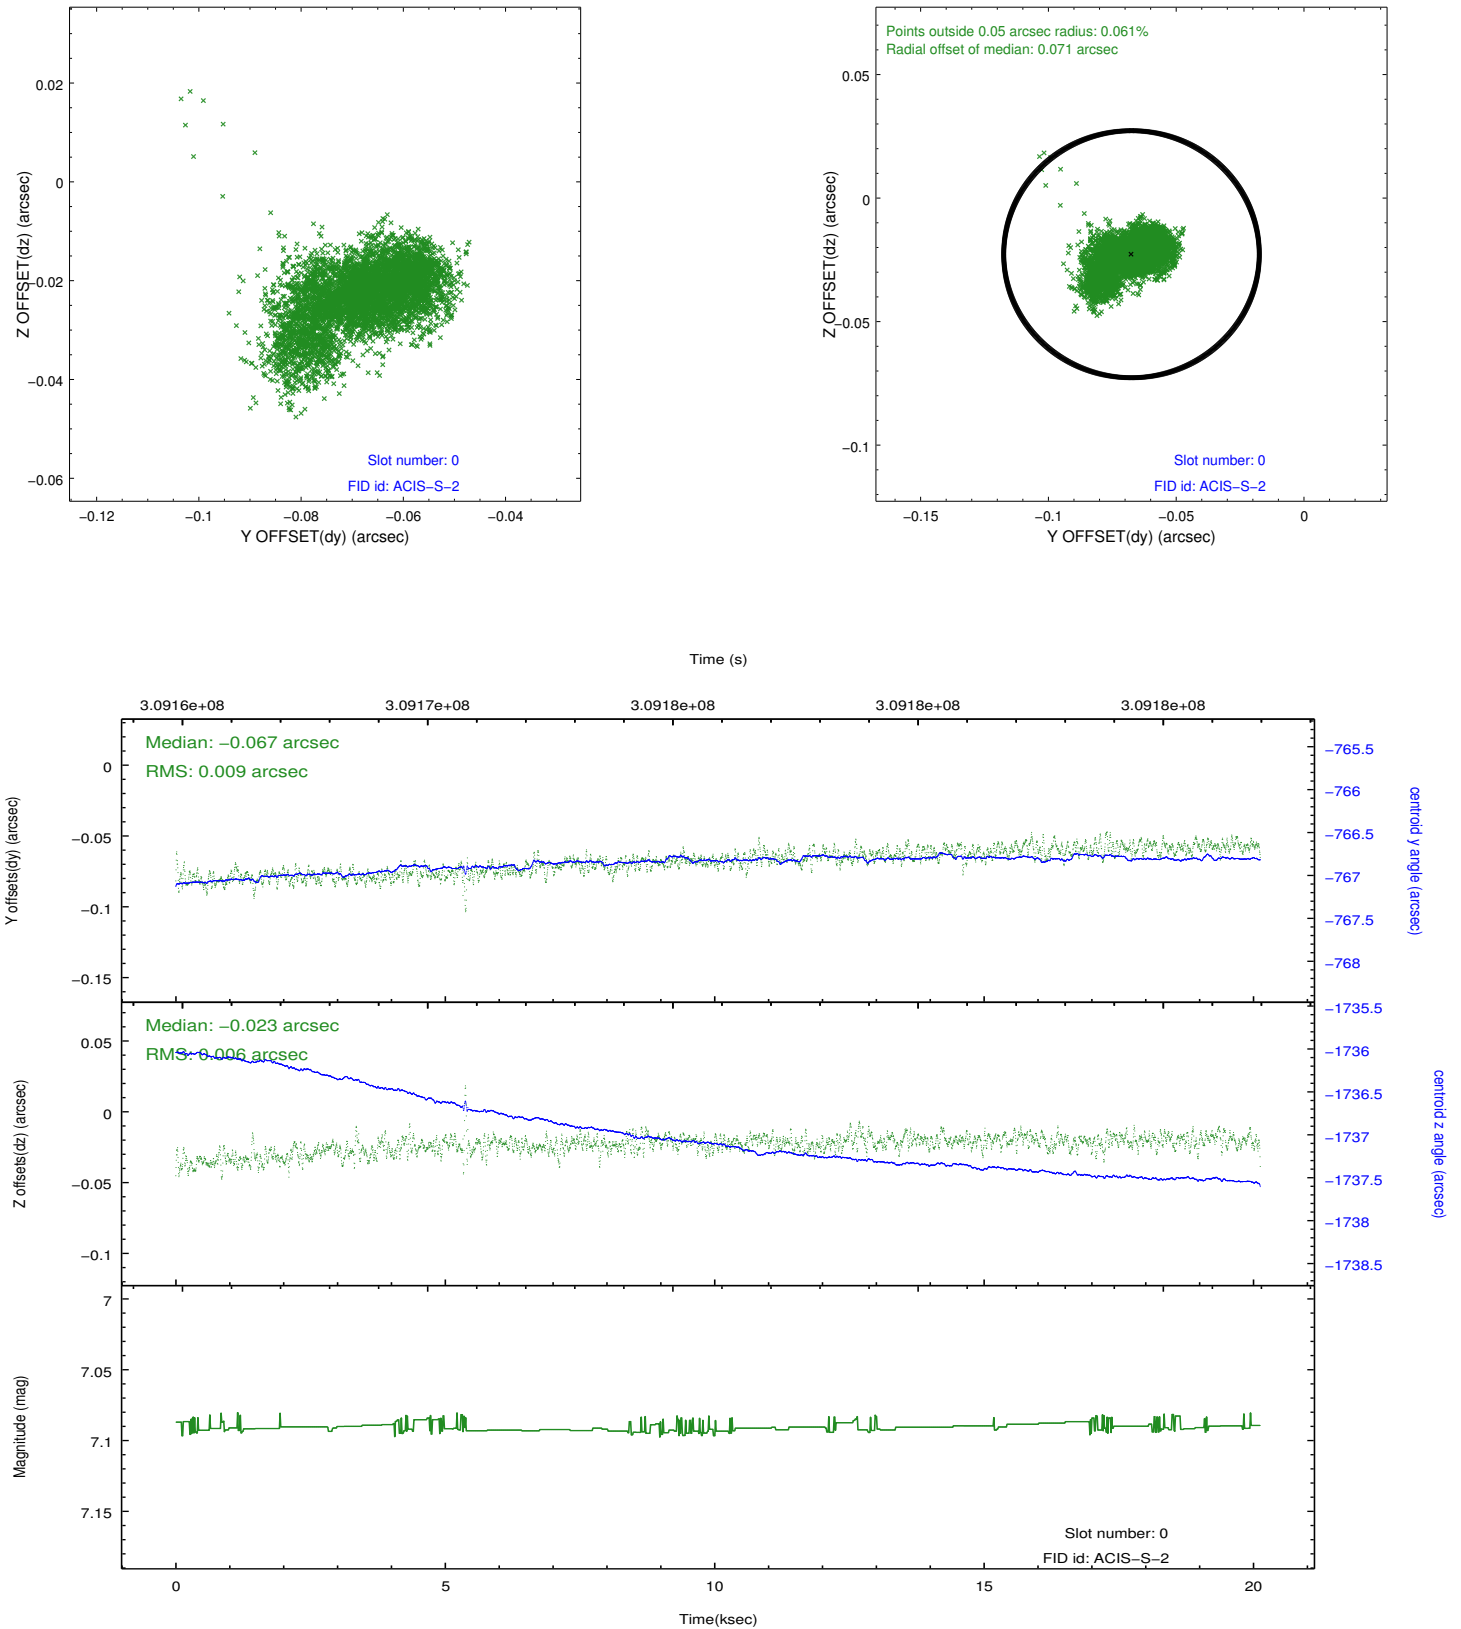 0.02
0
−0.02
−0.04
−0.06
Z OFFSET(dz) (arcsec)
Slot number: 0
FID id: ACIS−S−2
−0.12
−0.1
−0.08
−0.06
−0.04
Y OFFSET(dy) (arcsec)
Points outside 0.05 arcsec radius: 0.061%
Radial offset of median: 0.071 arcsec
0.05
0
−0.05
−0.1
Z OFFSET(dz) (arcsec)
Slot number: 0
FID id: ACIS−S−2
−0.15
−0.1
−0.05
0
Y OFFSET(dy) (arcsec)
Time (s)
3.0916e+08
3.0917e+08
3.0918e+08
3.0918e+08
3.0918e+08
Median: −0.067 arcsec
RMS: 0.009 arcsec
0
−0.05
−0.1
−0.15
Y offsets(dy) (arcsec)
−765.5
−766
−766.5
−767
−767.5
−768
centroid y angle (arcsec)
Median: −0.023 arcsec
RMS: 0.006 arcsec
0.05
0
−0.05
−0.1
Z offsets(dz) (arcsec)
−1735.5
−1736
−1736.5
−1737
−1737.5
−1738
−1738.5
centroid z angle (arcsec)
7
7.05
7.1
7.15
Magnitude (mag)
Slot number: 0
FID id: ACIS−S−2
0
5
10
15
20
Time(ksec)